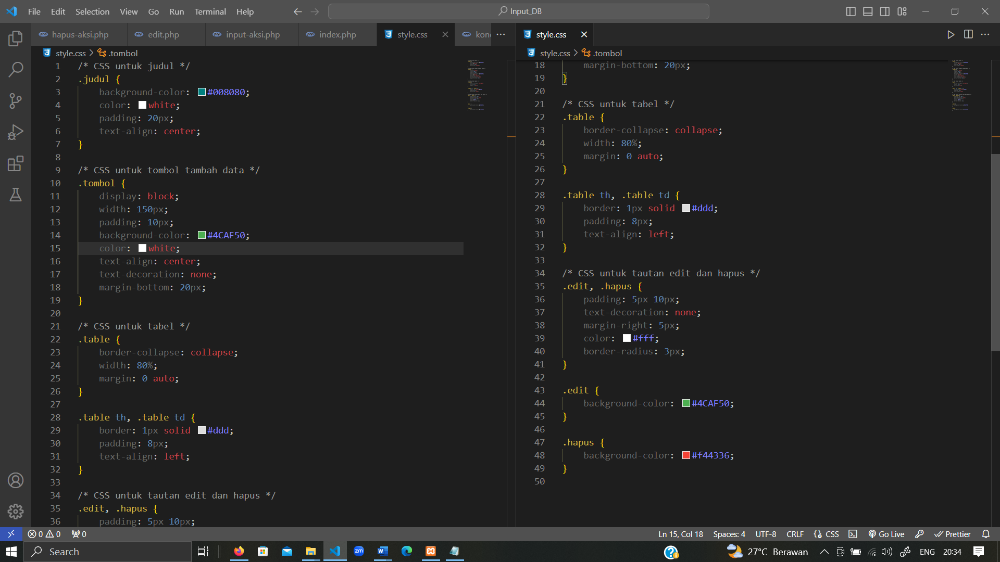 File Edit Selection View Go Run Terminal Help
Input_DB
hapus-aksi.php
edit.php
input-aksi.php
index.php
style.css
style.css > .tombol
1 /* CSS untuk judul */
2 .judul {
3 background-color: #008080;
4 color: white;
5 padding: 20px;
6 text-align: center;
7 }
8
9 /* CSS untuk tombol tambah data */
10 .tombol {
11 display: block;
12 width: 150px;
13 padding: 10px;
14 background-color: #4CAF50;
15 color: white;
16 text-align: center;
17 text-decoration: none;
18 margin-bottom: 20px;
19 }
20
21 /* CSS untuk tabel */
22 .table {
23 border-collapse: collapse;
24 width: 80%;
25 margin: 0 auto;
26 }
27
28 .table th, .table td {
29 border: 1px solid #ddd;
30 padding: 8px;
31 text-align: left;
32 }
33
34 /* CSS untuk tautan edit dan hapus */
35 .edit, .hapus {
36 padding: 5px 10px;
style.css
style.css > .tombol
18 margin-bottom: 20px;
19 }
20
21 /* CSS untuk tabel */
22 .table {
23 border-collapse: collapse;
24 width: 80%;
25 margin: 0 auto;
26 }
27
28 .table th, .table td {
29 border: 1px solid #ddd;
30 padding: 8px;
31 text-align: left;
32 }
33
34 /* CSS untuk tautan edit dan hapus */
35 .edit, .hapus {
36 padding: 5px 10px;
37 text-decoration: none;
38 margin-right: 5px;
39 color: #fff;
40 border-radius: 3px;
41 }
42
43 .edit {
44 background-color: #4CAF50;
45 }
46
47 .hapus {
48 background-color: #f44336;
49 }
50
0 0 0
Ln 15, Col 18 Spaces: 4 UTF-8 CRLF CSS Go Live Prettier
Search
zm
27°C Berawan
ENG
20:34